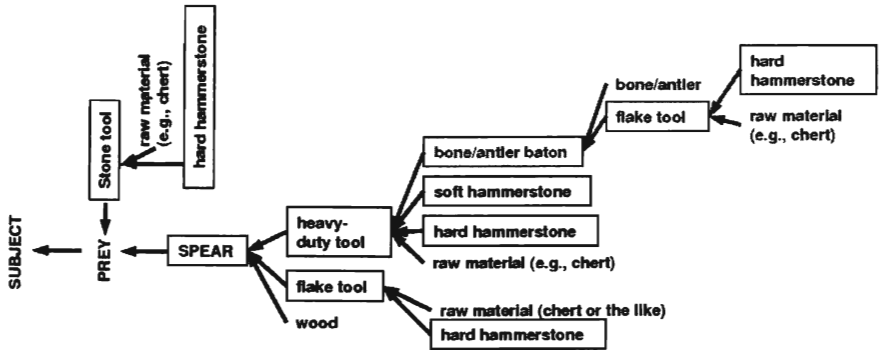 SUBJECT
PREY
Stone tool
raw material
(e.g., chert)
hard hammerstone
SPEAR
heavy-
duty tool
flake tool
wood
bone/antler baton
soft hammerstone
hard hammerstone
raw material (e.g., chert)
raw material (chert or the like)
hard hammerstone
bone/antler
flake tool
hard
hammerstone
raw material
(e.g., chert)